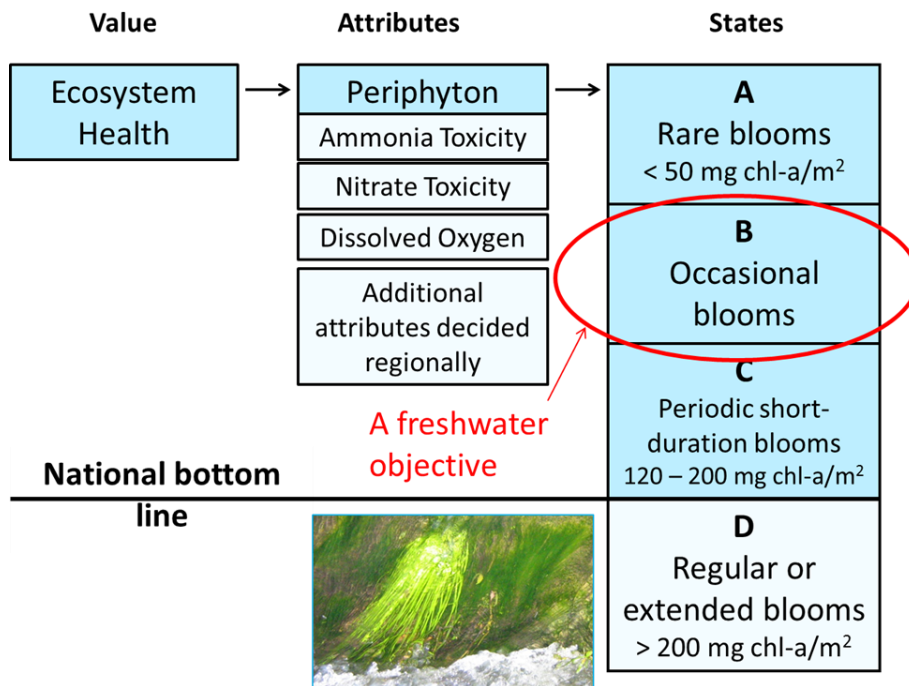 Value
Attributes
States
Ecosystem
Health
Periphyton
Ammonia Toxicity
Nitrate Toxicity
Dissolved Oxygen
Additional
attributes decided
regionally
A
Rare blooms
< 50 mg chl-a/m²
B
Occasional
blooms
C
Periodic short-
duration blooms
120 – 200 mg chl-a/m²
A freshwater
objective
National bottom
line
D
Regular or
extended blooms
> 200 mg chl-a/m²